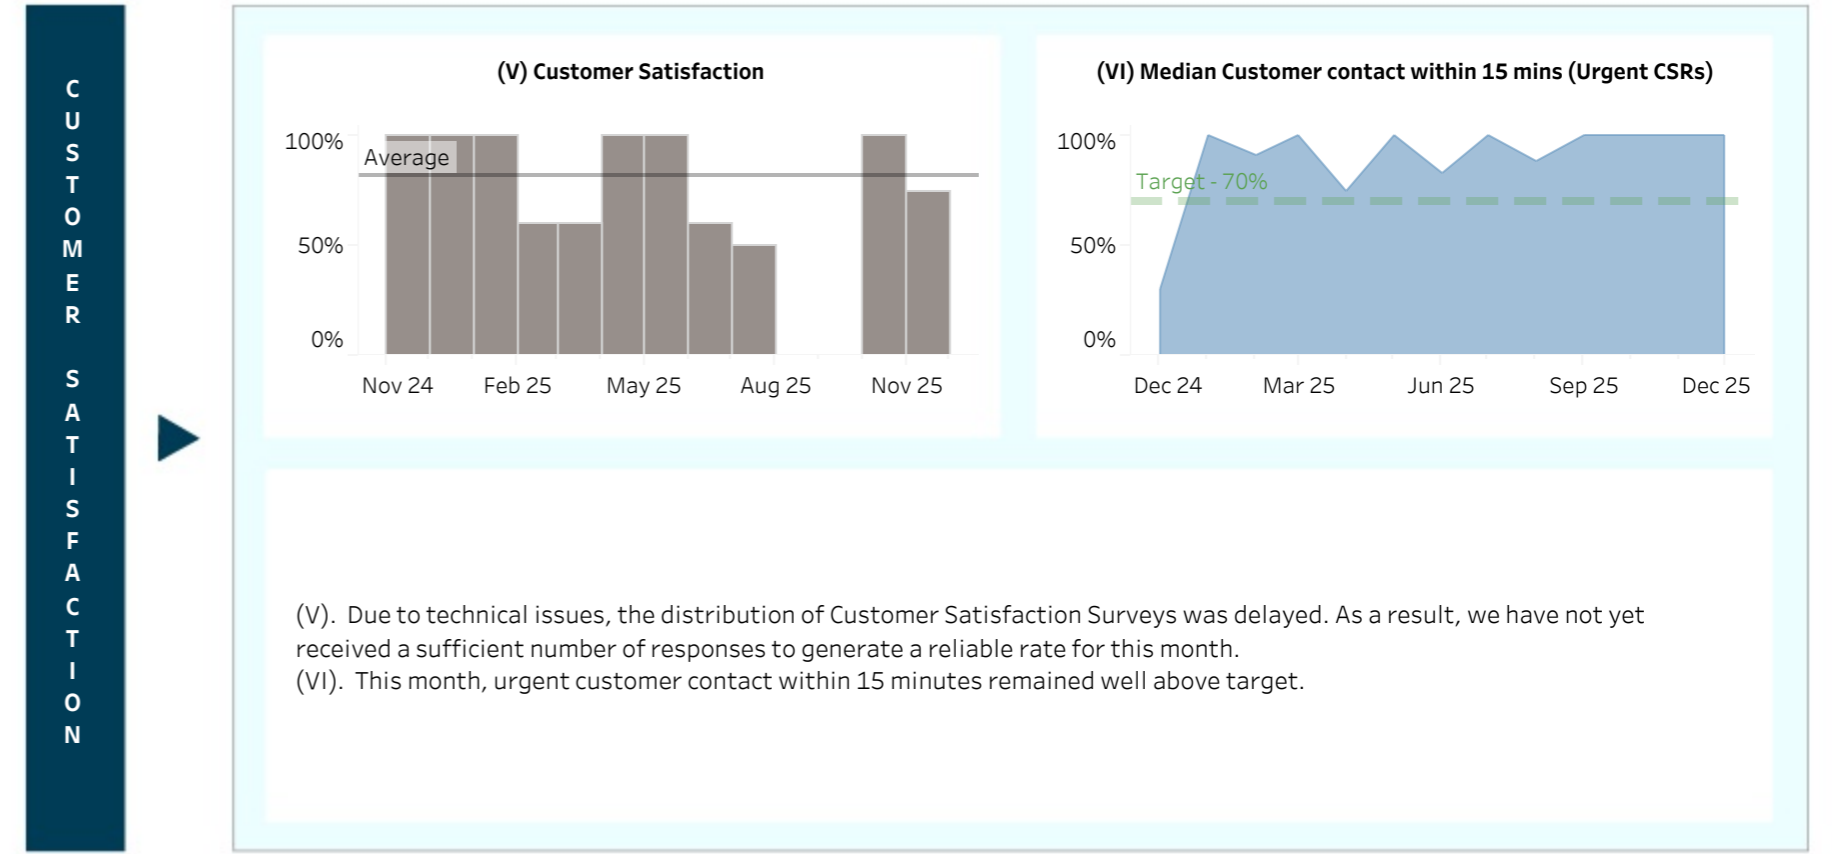 CUSTOMER SATISFACTION
(V) Customer Satisfaction
100%
Average
50%
0%
Nov 24 Feb 25 May 25 Aug 25 Nov 25
(VI) Median Customer contact within 15 mins (Urgent CSRs)
100%
Target - 70%
50%
0%
Dec 24 Mar 25 Jun 25 Sep 25 Dec 25
(V).  Due to technical issues, the distribution of Customer Satisfaction Surveys was delayed. As a result, we have not yet
received a sufficient number of responses to generate a reliable rate for this month.
(VI).  This month, urgent customer contact within 15 minutes remained well above target.